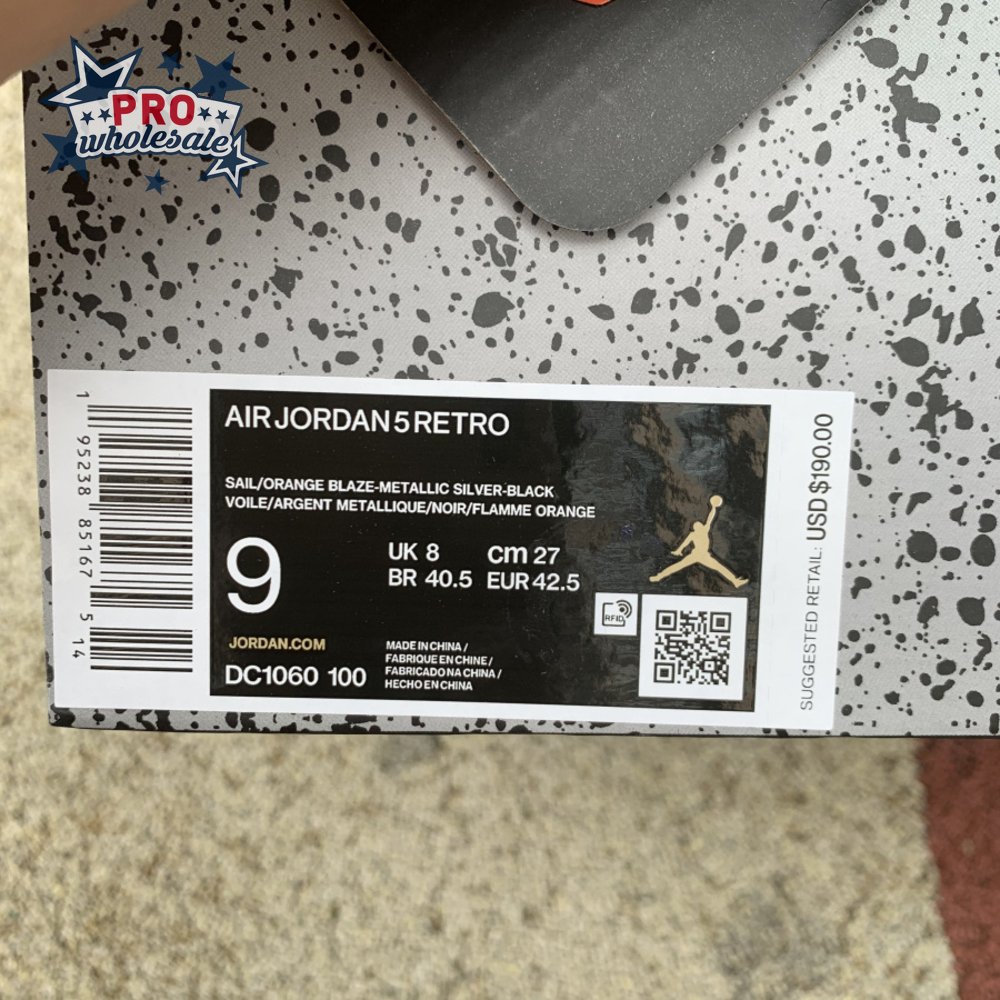 PRO
wholesale
AIR JORDAN 5 RETRO
SAIL/ORANGE BLAZE-METALLIC SILVER-BLACK
VOILE/ARGENT METALLIQUE/NOIR/FLAMME ORANGE
9
UK 8 cm 27
BR 40.5 EUR 42.5
RFID
JORDAN.COM
DC1060 100
MADE IN CHINA /
FABRIQUE EN CHINE /
FABRICADO NA CHINA /
HECHO EN CHINA
1 95238 85167 5 14
SUGGESTED RETAIL: USD $190.00